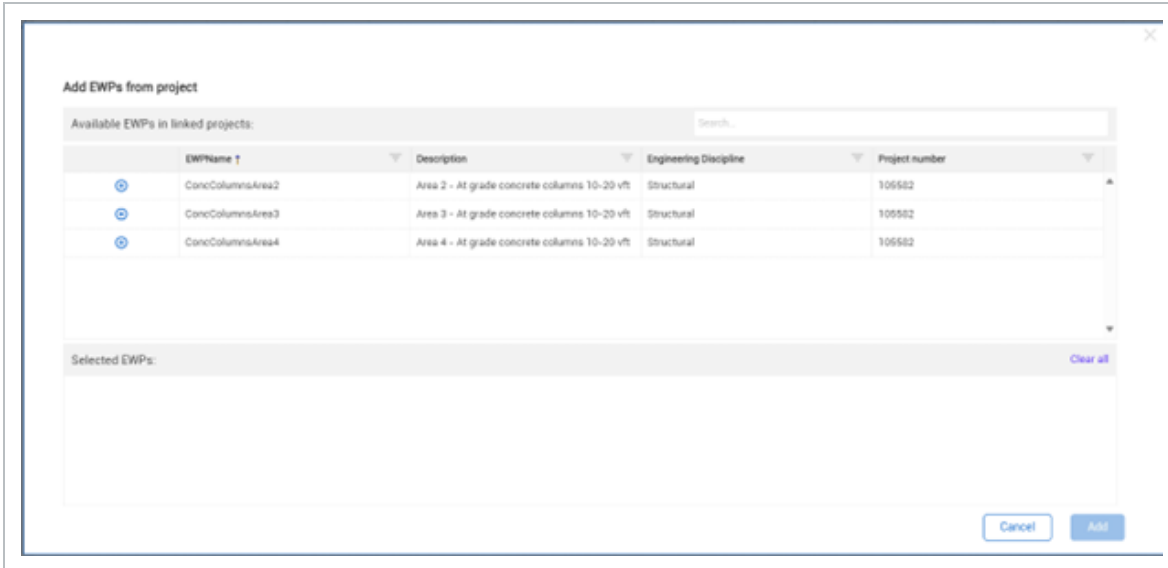 Add EWPs from project
Available EWPs in linked projects: Search...
EWPName ↑ Description Engineering Discipline Project number
ConcColumnsArea2 Area 2 - At grade concrete columns 10-20 vft Structural 105582
ConcColumnsArea3 Area 3 - At grade concrete columns 10-20 vft Structural 105582
ConcColumnsArea4 Area 4 - At grade concrete columns 10-20 vft Structural 105582
Selected EWPs: Clear all
Cancel Add